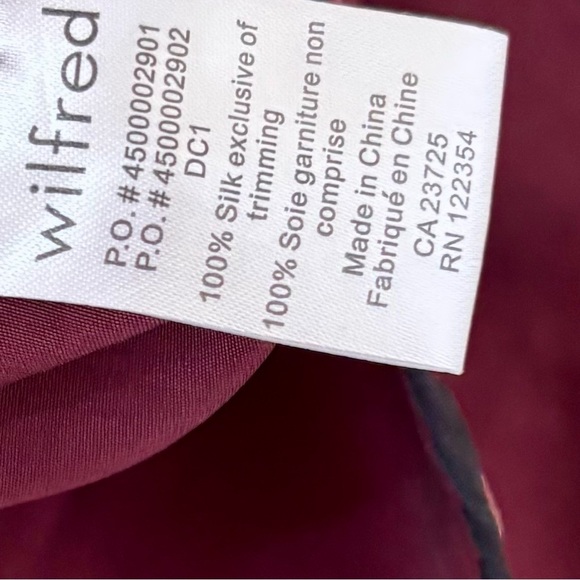 wilfred
P.O. # 4500002901
P.O. # 4500002902
DC1
100% Silk exclusive of
trimming
100% Soie garniture non
comprise
Made in China
Fabriqué en Chine
CA 23725
RN 122354